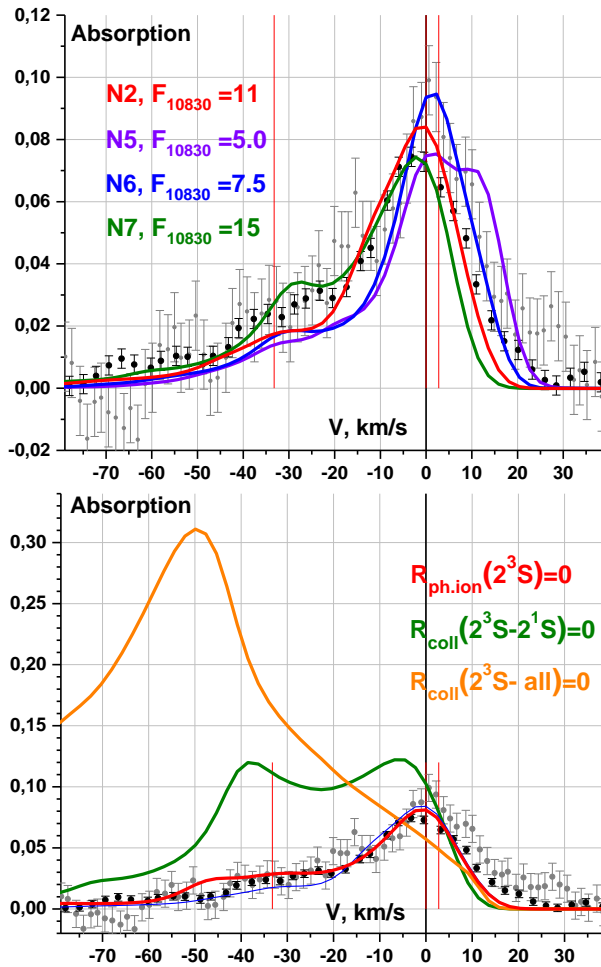 0,12
Absorption
0,10
N2, F10830 =11
0,08
N5, F10830 =5.0
N6, F10830 =7.5
0,06
N7, F10830 =15
0,04
0,02
0,00
V, km/s
-0,02
-70 -60 -50 -40 -30 -20 -10 0 10 20 30
Absorption
0,30
Rph.ion(2³S)=0
0,25
Rcoll(2³S-2¹S)=0
0,20
Rcoll(2³S- all)=0
0,15
0,10
0,05
0,00
V, km/s
-70 -60 -50 -40 -30 -20 -10 0 10 20 30